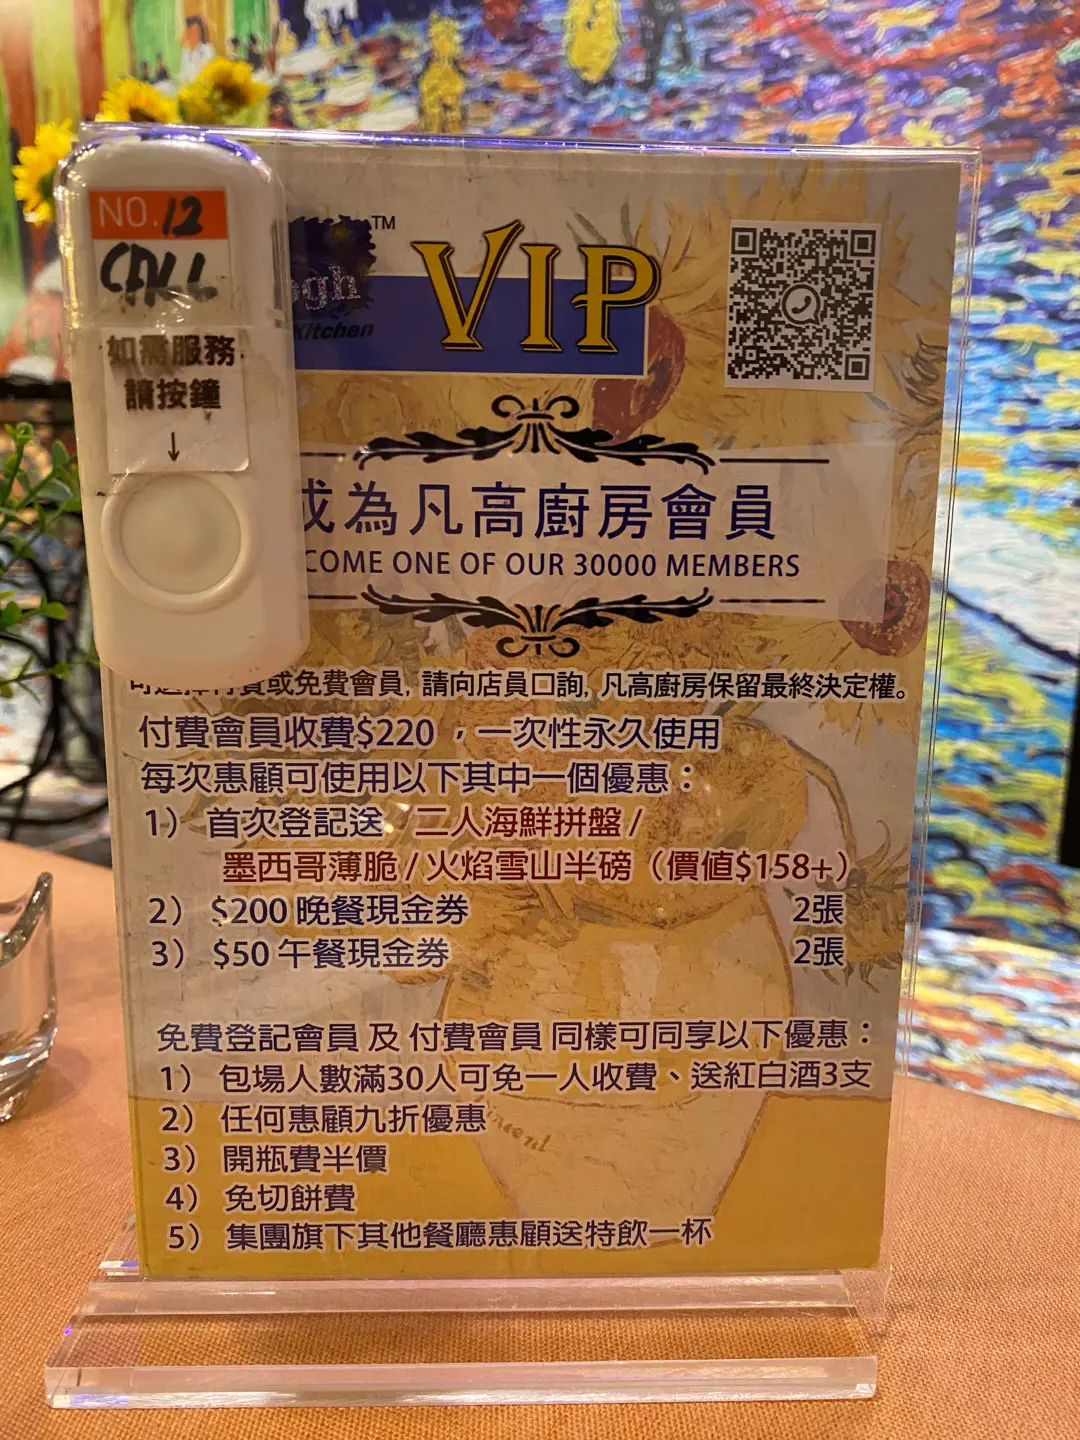 NO.12
CALL
如需服務
請按鐘
↓
gh
TM
Kitchen
VIP
成為凡高廚房會員
COME ONE OF OUR 30000 MEMBERS
或免費會員, 請向店員口詢, 凡高廚房保留最終決定權。
付費會員收費$220 ，一次性永久使用
每次惠顧可使用以下其中一個優惠：
1） 首次登記送 /二人海鮮拼盤/
墨西哥薄脆/火焰雪山半磅（價值$158+）
2） $200 晚餐現金券 2張
3） $50 午餐現金券 2張
免費登記會員 及 付費會員 同樣可同享以下優惠：
1） 包場人數滿30人可免一人收費、送紅白酒3支
2） 任何惠顧九折優惠
3） 開瓶費半價
4） 免切餅費
5） 集團旗下其他餐廳惠顧送特飲一杯
Vincent